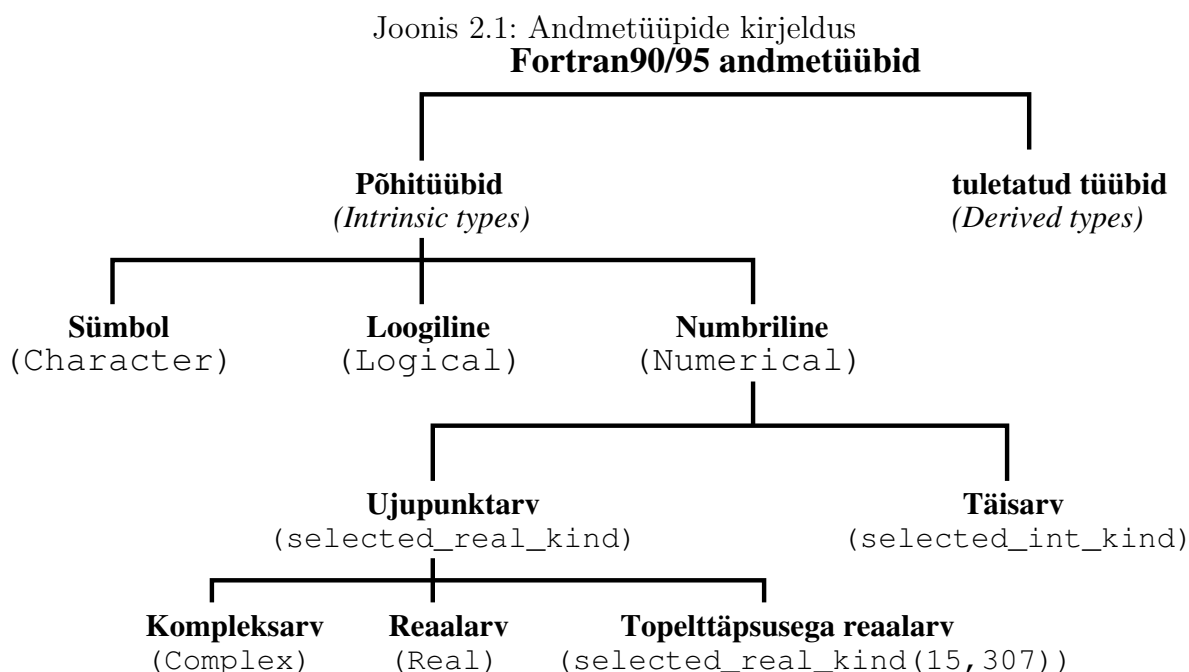 Joonis 2.1: Andmetüüpide kirjeldus
Fortran90/95 andmetüübid
Põhitüübid
(Intrinsic types)
tuletatud tüübid
(Derived types)
Sümbol
(Character)
Loogiline
(Logical)
Numbriline
(Numerical)
Ujupunktarv
(selected_real_kind)
Täisarv
(selected_int_kind)
Kompleksarv
(Complex)
Reaalarv
(Real)
Topelttäpsusega reaalarv
(selected_real_kind(15,307))